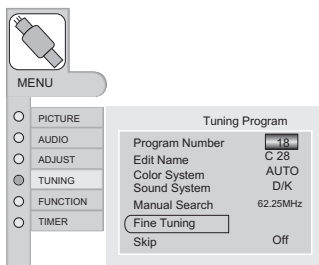 MENU
PICTURE
AUDIO
ADJUST
TUNING
FUNCTION
TIMER
Tuning Program
Program Number 18
Edit Name C 28
Color System AUTO
Sound System D/K
Manual Search 62.25MHz
Fine Tuning
Skip Off